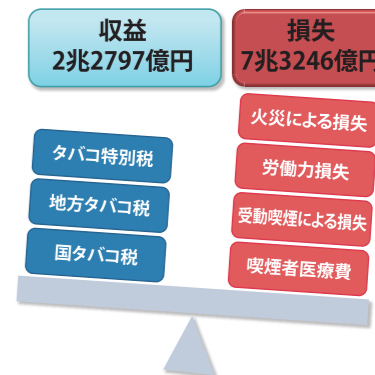 収益
2兆2797億円
損失
7兆3246億円
タバコ特別税
地方タバコ税
国タバコ税
火災による損失
労働力損失
受動喫煙による損失
喫煙者医療費